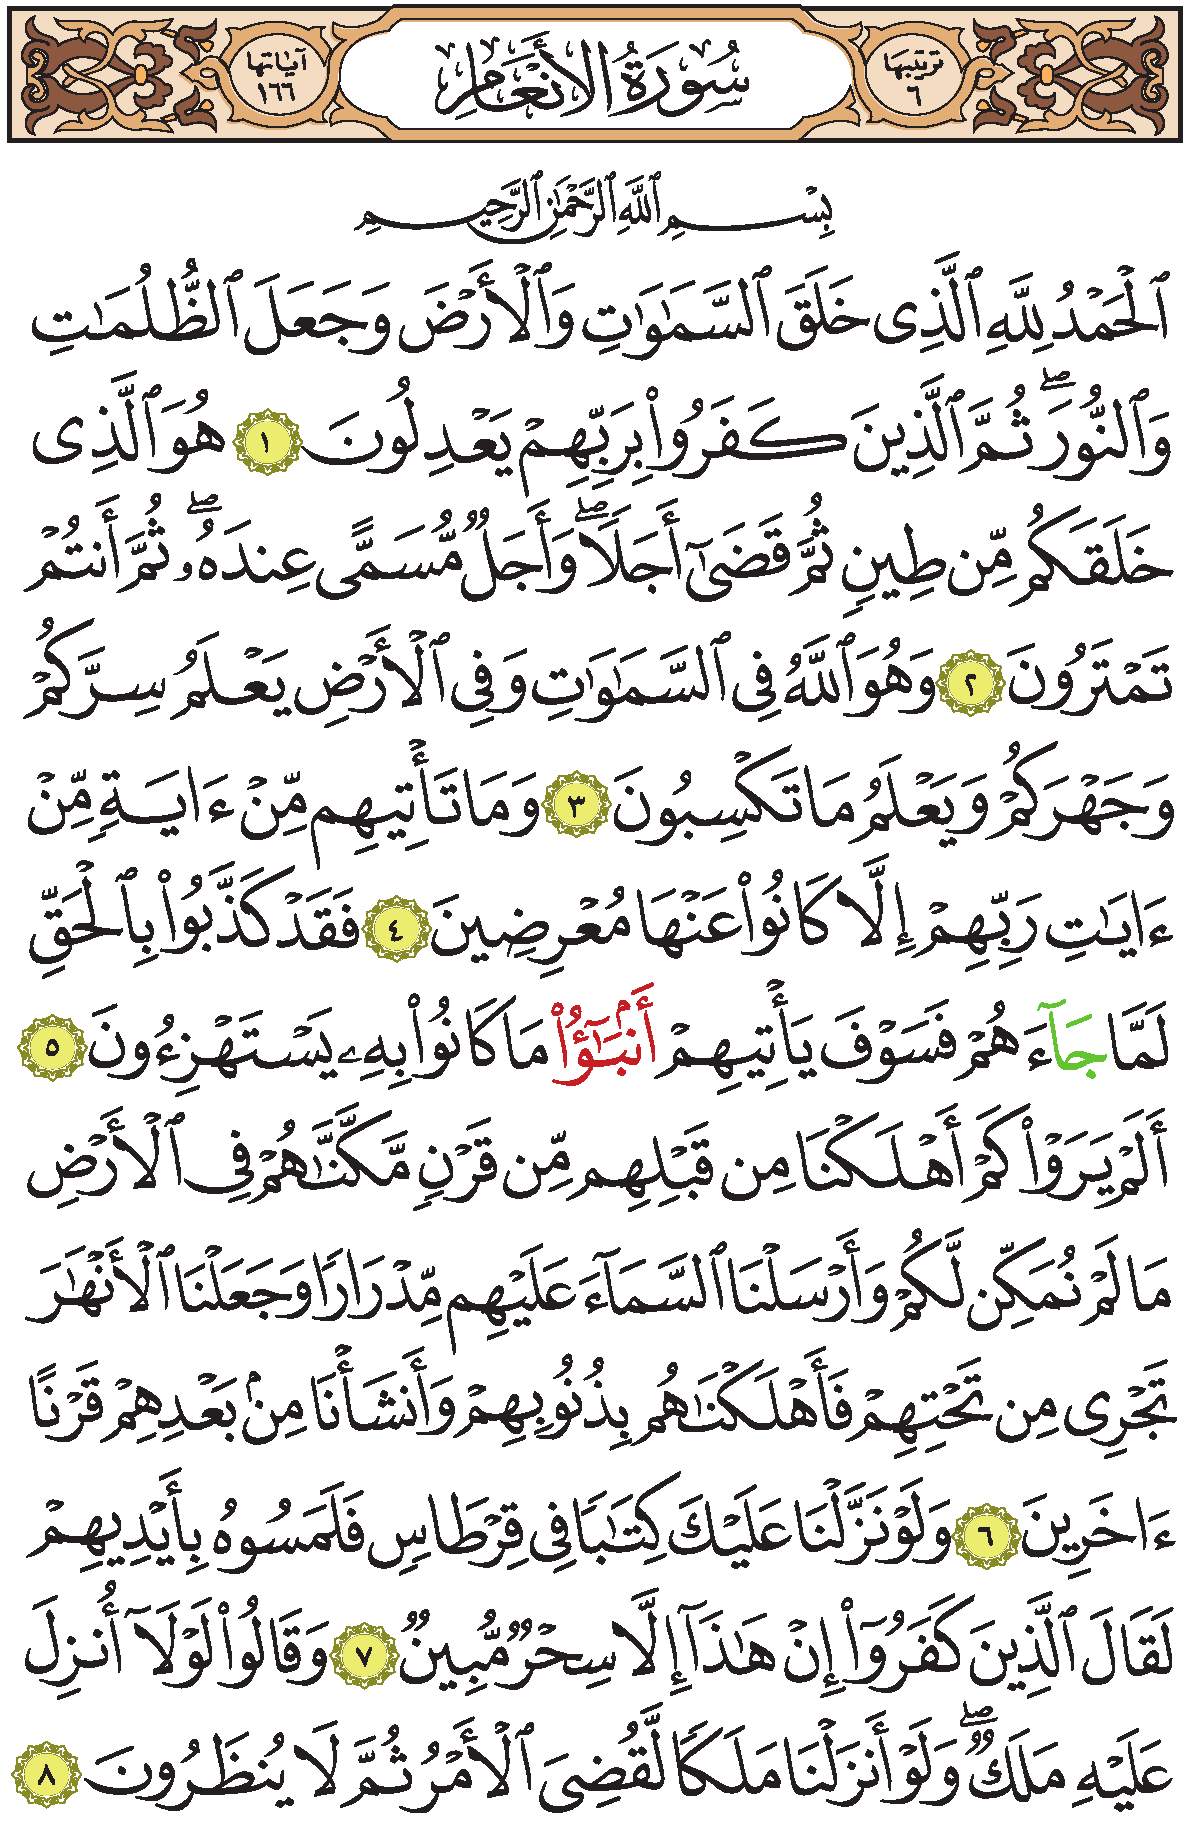 ترتيبها ٦
سُورَةُ الأَنْعَامِ
آياتها ١٦٦
بِسْمِ ٱللَّهِ ٱلرَّحْمَٰنِ ٱلرَّحِيمِ
ٱلْحَمْدُ لِلَّهِ ٱلَّذِى خَلَقَ ٱلسَّمَٰوَٰتِ وَٱلْأَرْضَ وَجَعَلَ ٱلظُّلُمَٰتِ
وَٱلنُّورَۖ ثُمَّ ٱلَّذِينَ كَفَرُوا۟ بِرَبِّهِمْ يَعْدِلُونَ ١ هُوَ ٱلَّذِى
خَلَقَكُم مِّن طِينٍ ثُمَّ قَضَىٰٓ أَجَلًاۖ وَأَجَلٌ مُّسَمًّى عِندَهُۥۖ ثُمَّ أَنتُمْ
تَمْتَرُونَ ٢ وَهُوَ ٱللَّهُ فِى ٱلسَّمَٰوَٰتِ وَفِى ٱلْأَرْضِ يَعْلَمُ سِرَّكُمْ
وَجَهْرَكُمْ وَيَعْلَمُ مَا تَكْسِبُونَ ٣ وَمَا تَأْتِيهِم مِّنْ ءَايَةٍ مِّنْ
ءَايَٰتِ رَبِّهِمْ إِلَّا كَانُوا۟ عَنْهَا مُعْرِضِينَ ٤ فَقَدْ كَذَّبُوا۟ بِٱلْحَقِّ
لَمَّا جَآءَهُمْ فَسَوْفَ يَأْتِيهِمْ أَنۢبَٰٓؤُا۟ مَا كَانُوا۟ بِهِۦ يَسْتَهْزِءُونَ ٥
أَلَمْ يَرَوْا۟ كَمْ أَهْلَكْنَا مِن قَبْلِهِم مِّن قَرْنٍ مَّكَّنَّٰهُمْ فِى ٱلْأَرْضِ
مَا لَمْ نُمَكِّن لَّكُمْ وَأَرْسَلْنَا ٱلسَّمَآءَ عَلَيْهِم مِّدْرَارًا وَجَعَلْنَا ٱلْأَنْهَٰرَ
تَجْرِى مِن تَحْتِهِمْ فَأَهْلَكْنَٰهُم بِذُنُوبِهِمْ وَأَنشَأْنَا مِنۢ بَعْدِهِمْ قَرْنًا
ءَاخَرِينَ ٦ وَلَوْ نَزَّلْنَا عَلَيْكَ كِتَٰبًا فِى قِرْطَاسٍ فَلَمَسُوهُ بِأَيْدِيهِمْ
لَقَالَ ٱلَّذِينَ كَفَرُوٓا۟ إِنْ هَٰذَآ إِلَّا سِحْرٌ مُّبِينٌ ٧ وَقَالُوا۟ لَوْلَآ أُنزِلَ
عَلَيْهِ مَلَكٌۖ وَلَوْ أَنزَلْنَا مَلَكًا لَّقُضِىَ ٱلْأَمْرُ ثُمَّ لَا يُنظَرُونَ ٨